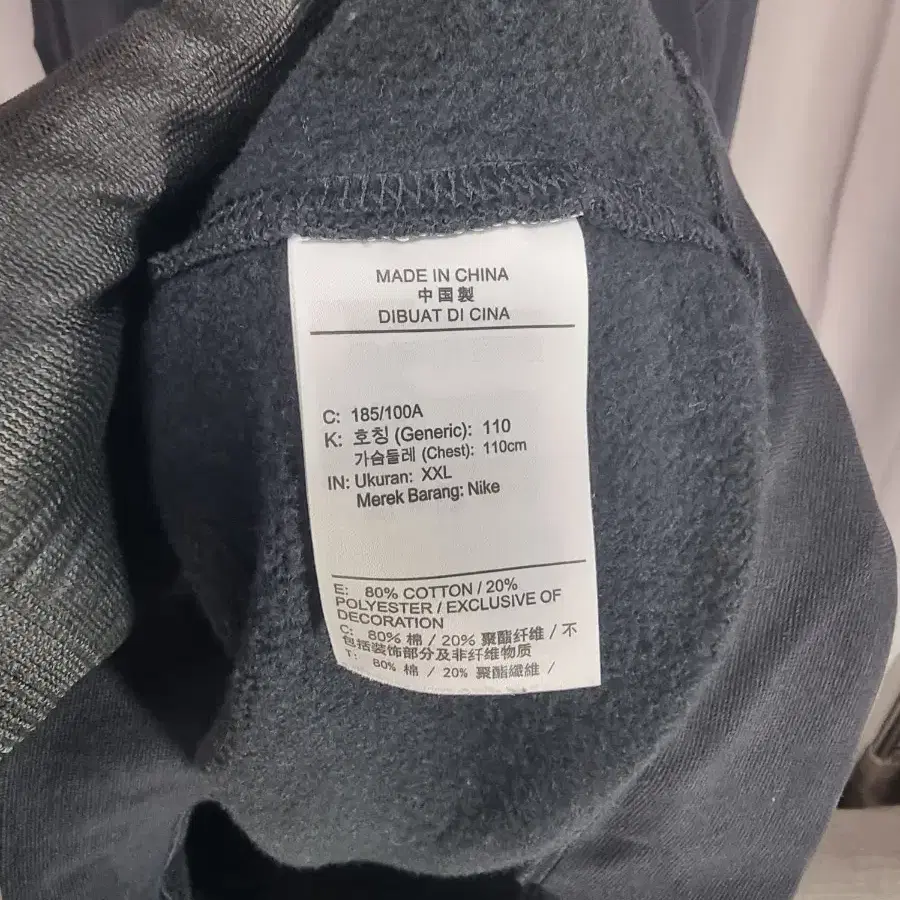 MADE IN CHINA
中国製
DIBUAT DI CINA
C: 185/100A
K: 호칭 (Generic): 110
가슴둘레 (Chest): 110cm
IN: Ukuran: XXL
Merek Barang: Nike
E: 80% COTTON / 20%
POLYESTER / EXCLUSIVE OF
DECORATION
C: 80% 棉 / 20% 聚酯纤维 / 不
包括装饰部分及非纤维物质
T: 80% 棉 / 20% 聚酯纖維 /